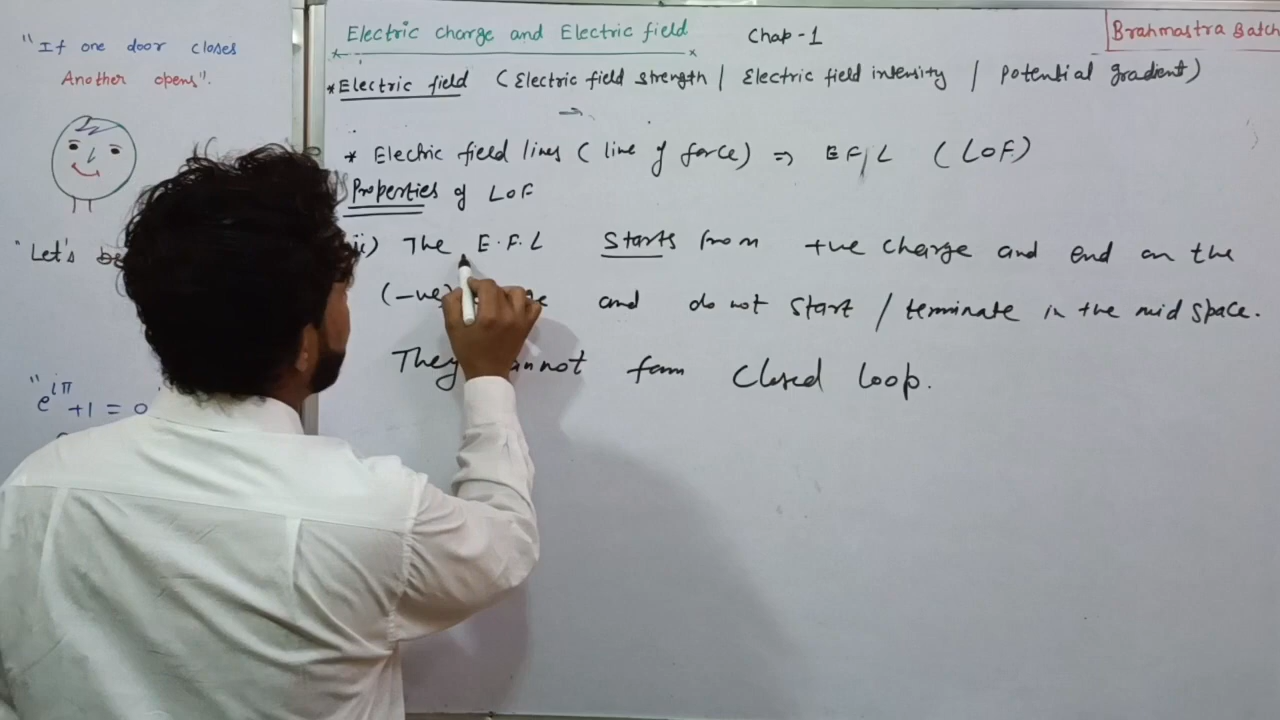 "If one door closes
Another opens".
"Let's
"e^iπ +1 = 0
Electric charge and Electric field Chap-1
Brahmastra Batch
* Electric field (Electric field strength / Electric field intensity / Potential gradient)
* Electric field lines (line of force) ⇒ E.F.L (LOF)
Properties of LOF
ii) The E.F.L Starts from +ve charge and end on the
(-ve) and do not start / terminate in the mid space.
They form closed loop.